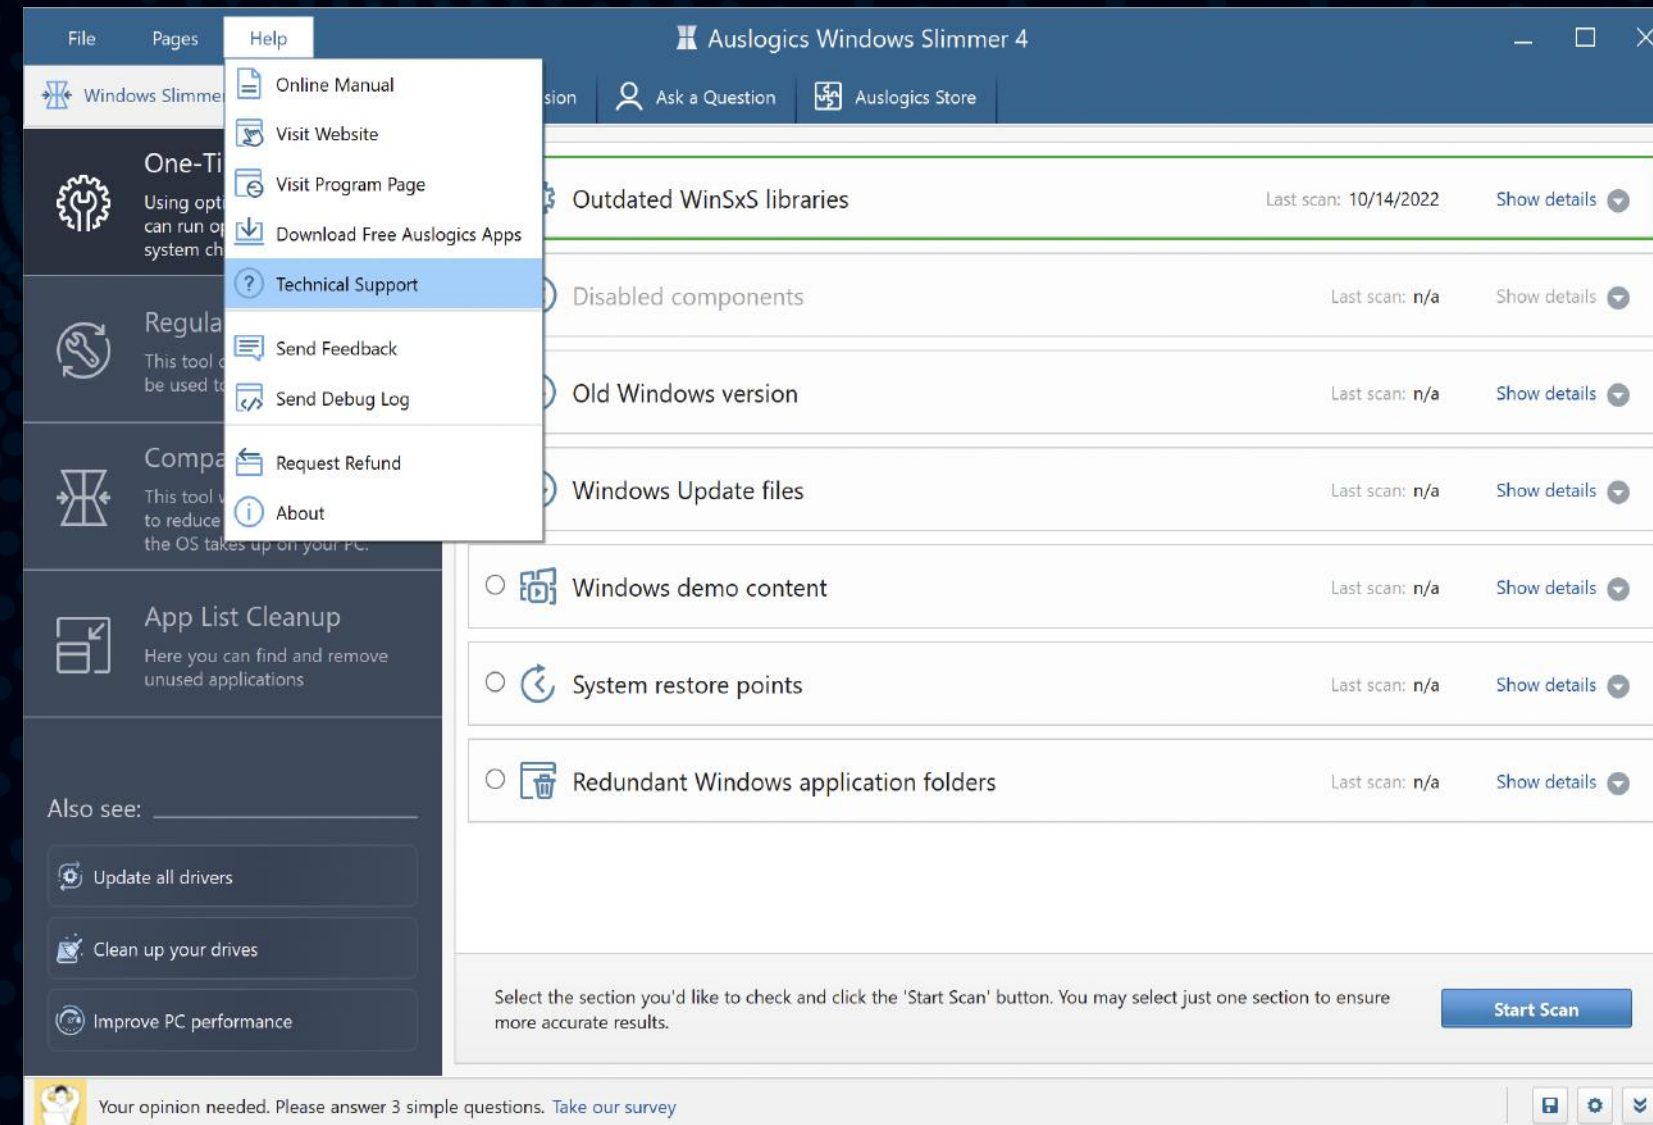 File Pages Help
Auslogics Windows Slimmer 4
Windows Slimmer
Ask a Question
Auslogics Store
Online Manual
Visit Website
Visit Program Page
Download Free Auslogics Apps
Technical Support
Send Feedback
Send Debug Log
Request Refund
About
One-Ti
Using opti
can run op
system ch
Regula
This tool
be used to
Compa
This tool
to reduce
the OS takes up on your PC.
App List Cleanup
Here you can find and remove
unused applications
Also see:
Update all drivers
Clean up your drives
Improve PC performance
Outdated WinSxS libraries Last scan: 10/14/2022 Show details
Disabled components Last scan: n/a Show details
Old Windows version Last scan: n/a Show details
Windows Update files Last scan: n/a Show details
Windows demo content Last scan: n/a Show details
System restore points Last scan: n/a Show details
Redundant Windows application folders Last scan: n/a Show details
Select the section you'd like to check and click the 'Start Scan' button. You may select just one section to ensure
more accurate results.
Start Scan
Your opinion needed. Please answer 3 simple questions. Take our survey